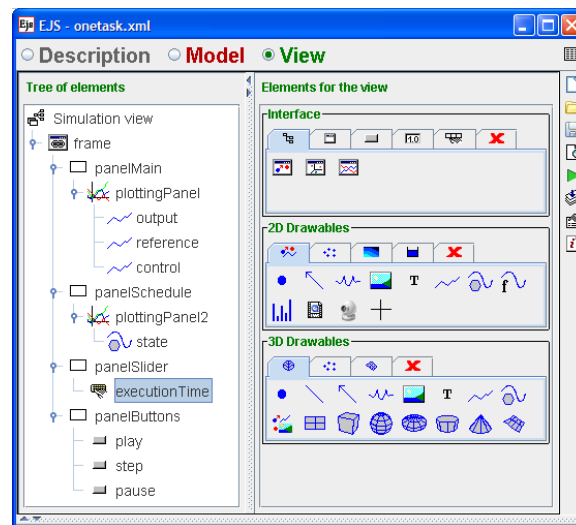 Ejs EJS - onetask.xml
Description Model View
Tree of elements
Simulation view
frame
panelMain
plottingPanel
output
reference
control
panelSchedule
plottingPanel2
state
panelSlider
executionTime
panelButtons
play
step
pause
Elements for the view
Interface
1.0
2D Drawables
T
f
3D Drawables
T
i